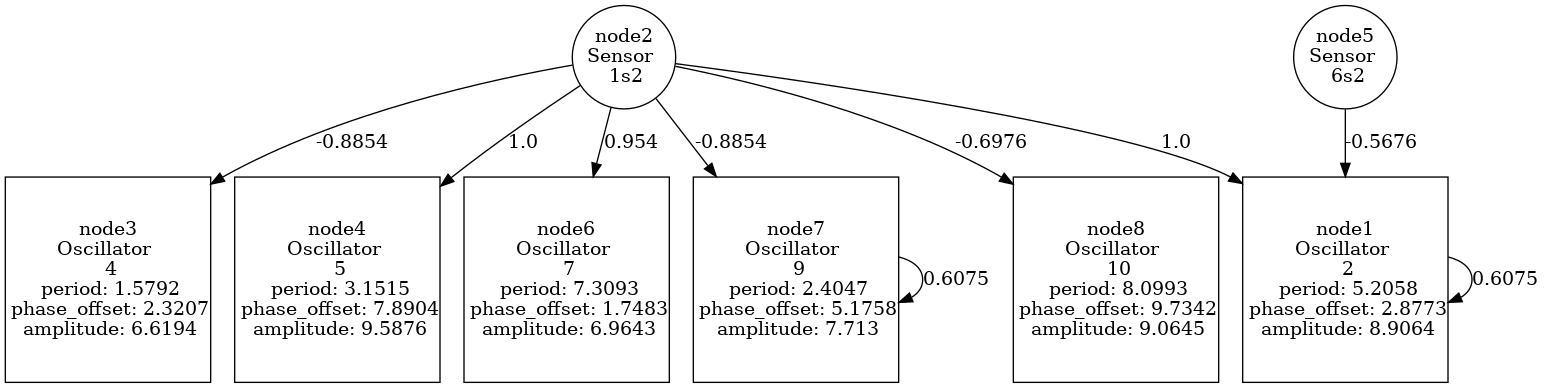 node2
Sensor
1s2
node5
Sensor
6s2
-0.8854
1.0
0.954
-0.8854
-0.6976
1.0
-0.5676
node3
Oscillator
4
period: 1.5792
phase_offset: 2.3207
amplitude: 6.6194
node4
Oscillator
5
period: 3.1515
phase_offset: 7.8904
amplitude: 9.5876
node6
Oscillator
7
period: 7.3093
phase_offset: 1.7483
amplitude: 6.9643
node7
Oscillator
9
period: 2.4047
phase_offset: 5.1758
amplitude: 7.713
0.6075
node8
Oscillator
10
period: 8.0993
phase_offset: 9.7342
amplitude: 9.0645
node1
Oscillator
2
period: 5.2058
phase_offset: 2.8773
amplitude: 8.9064
0.6075